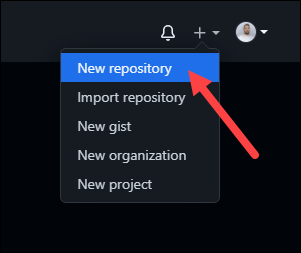 New repository
Import repository
New gist
New organization
New project